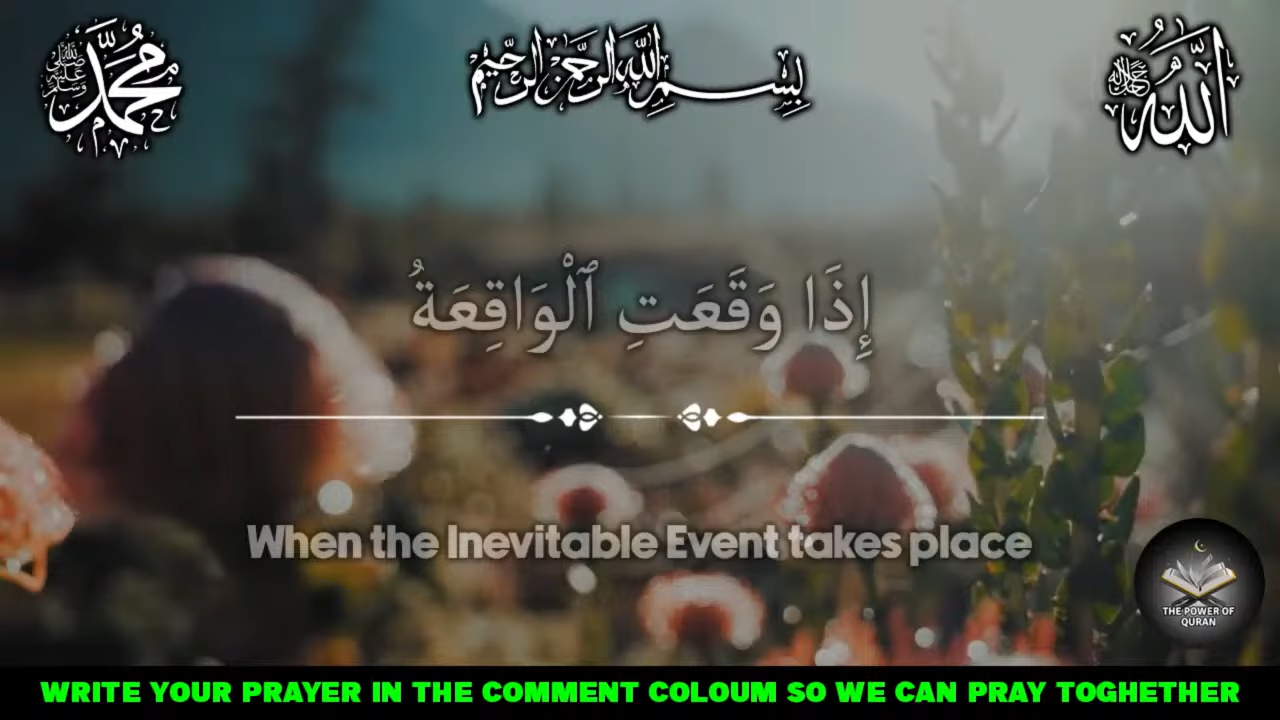 محمد
صلى الله عليه وسلم
بسم الله الرحمن الرحيم
الله
جل جلاله
إِذَا وَقَعَتِ ٱلْوَاقِعَةُ
When the Inevitable Event takes place
THE POWER OF
QURAN
WRITE YOUR PRAYER IN THE COMMENT COLOUM SO WE CAN PRAY TOGHETHER